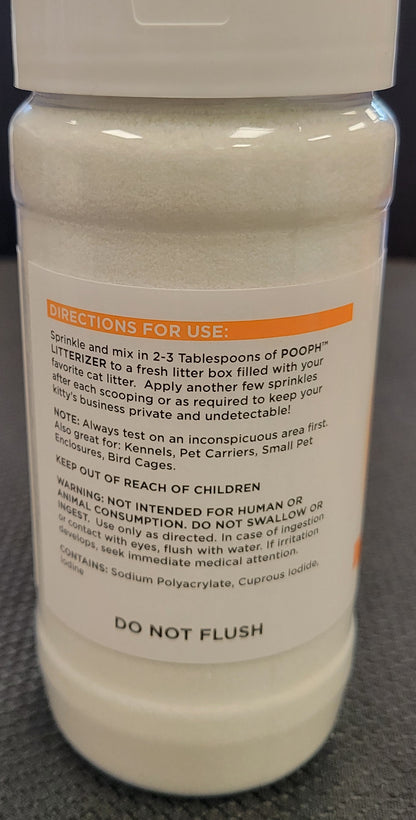 DIRECTIONS FOR USE:
Sprinkle and mix in 2-3 Tablespoons of POOPH™
LITTERIZER to a fresh litter box filled with your
favorite cat litter. Apply another few sprinkles
after each scooping or as required to keep your
kitty's business private and undetectable!
NOTE: Always test on an inconspicuous area first.
Also great for: Kennels, Pet Carriers, Small Pet
Enclosures, Bird Cages.
KEEP OUT OF REACH OF CHILDREN
WARNING: NOT INTENDED FOR HUMAN OR
ANIMAL CONSUMPTION. DO NOT SWALLOW OR
INGEST. Use only as directed. In case of ingestion
or contact with eyes, flush with water. If irritation
develops, seek immediate medical attention.
CONTAINS: Sodium Polyacrylate, Cuprous Iodide,
Iodine
DO NOT FLUSH